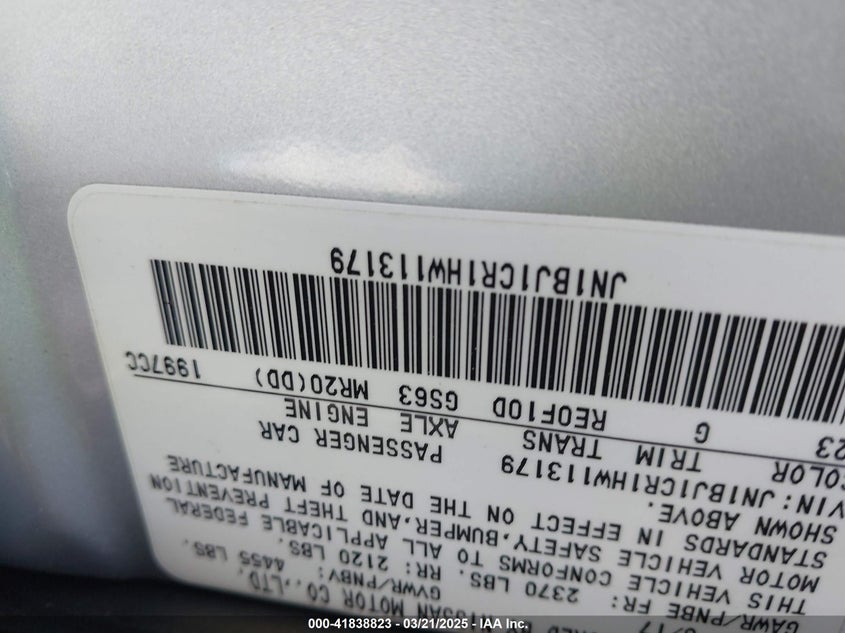 MOTOR CO.,LTD.
GVWR/PNBV: 4455 LBS.
GAWR/PNBE FR: 2370 LBS. RR: 2120 LBS.
THIS VEHICLE CONFORMS TO ALL APPLICABLE FEDERAL
MOTOR VEHICLE SAFETY,BUMPER,AND THEFT PREVENTION
STANDARDS IN EFFECT ON THE DATE OF MANUFACTURE
SHOWN ABOVE.
VIN:JN1BJ1CR1HW113179 PASSENGER CAR
COLOR TRIM TRANS AXLE ENGINE
23 G RE0F10D GS63 MR20(DD) 1997CC
JN1BJ1CR1HW113179
000-41838823 - 03/21/2025 - IAA Inc.